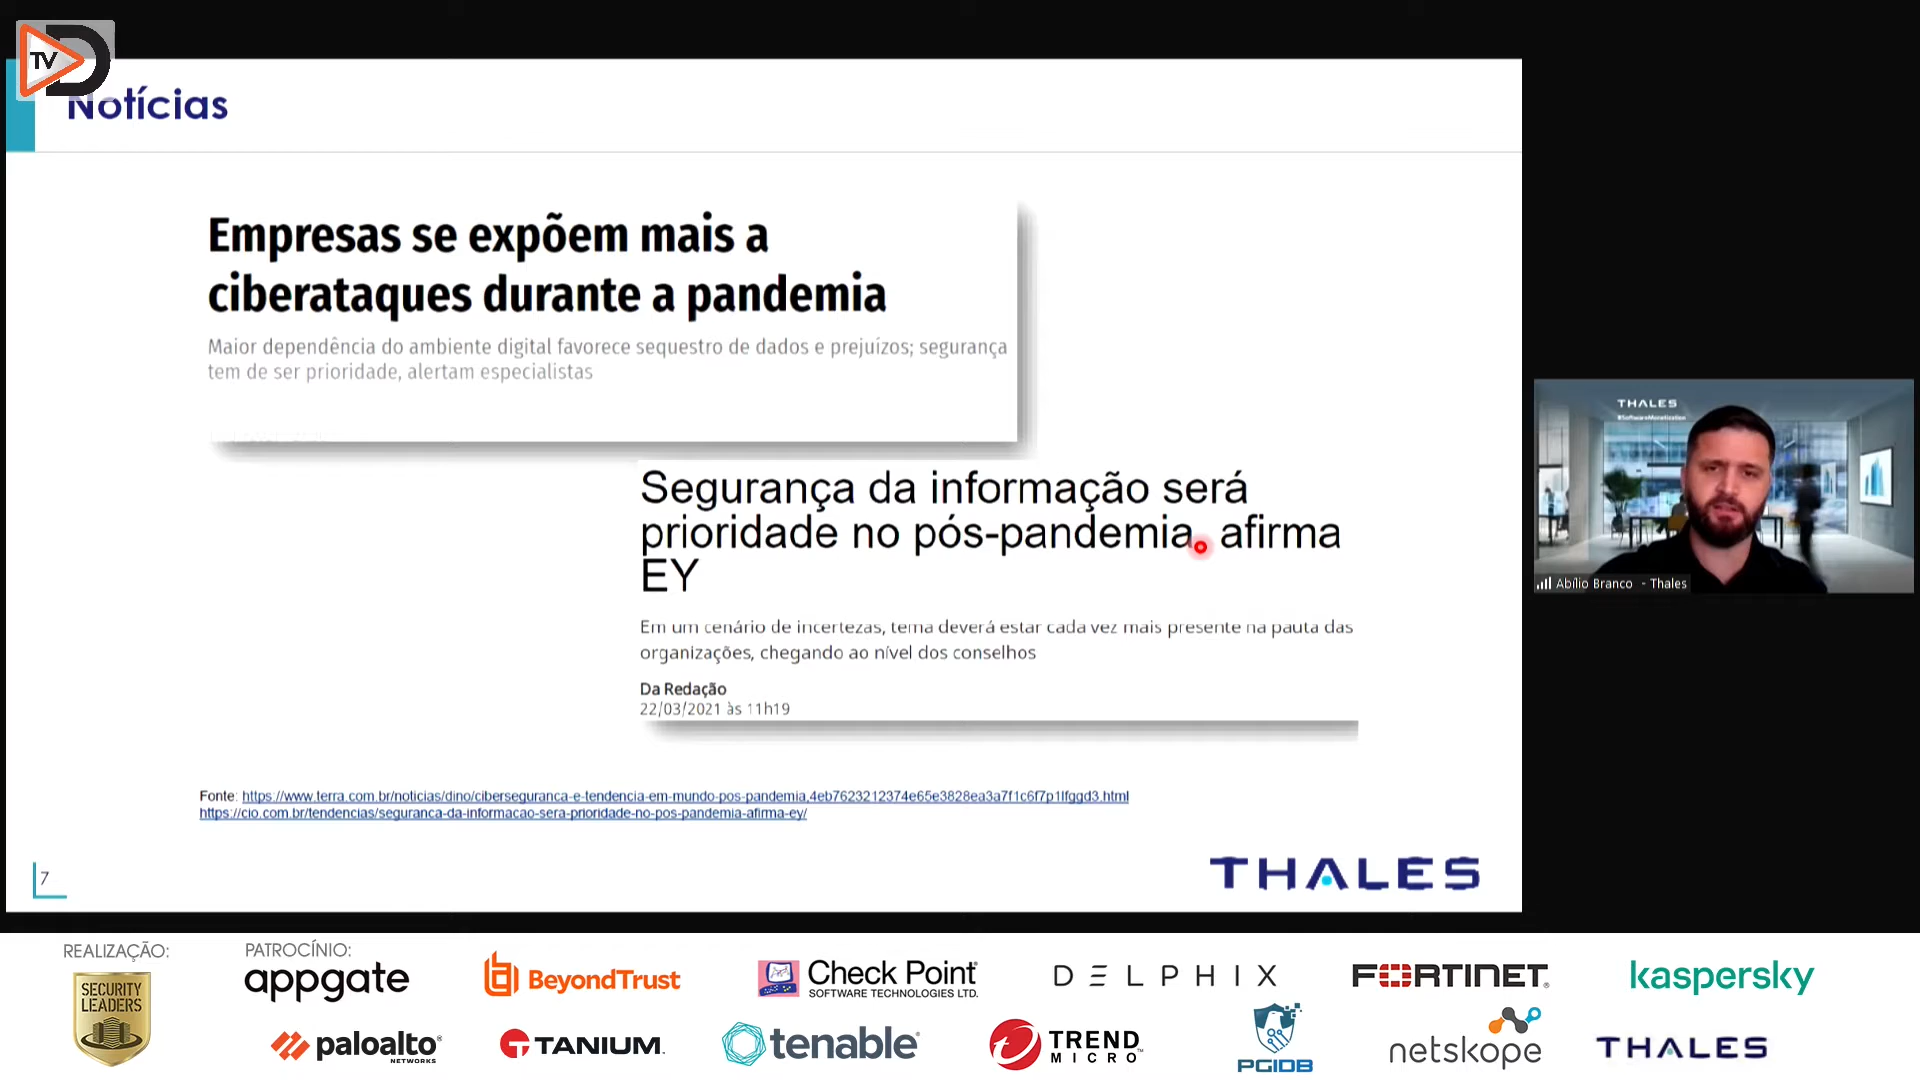 TV
Notícias
Empresas se expõem mais a
ciberataques durante a pandemia
Maior dependência do ambiente digital favorece sequestro de dados e prejuízos; segurança
tem de ser prioridade, alertam especialistas
Segurança da informação será
prioridade no pós-pandemia, afirma
EY
Em um cenário de incertezas, tema deverá estar cada vez mais presente na pauta das
organizações, chegando ao nível dos conselhos
Da Redação
22/03/2021 às 11h19
Fonte: https://www.terra.com.br/noticias/dino/ciberseguranca-e-tendencia-em-mundo-pos-pandemia,4eb7623212374e65e3828ea3a7f1c6f7p1lfggd3.html
https://cio.com.br/tendencias/seguranca-da-informacao-sera-prioridade-no-pos-pandemia-afirma-ey/
7
THALES
THALES
#SoftwareMonetization
Abílio Branco - Thales
REALIZAÇÃO:
SECURITY
LEADERS
PATROCÍNIO:
appgate
BeyondTrust
Check Point
SOFTWARE TECHNOLOGIES LTD.
DELPHIX
FORTINET
kaspersky
paloalto
NETWORKS
TANIUM
tenable
TREND
MICRO
PGIDB
netskope
THALES